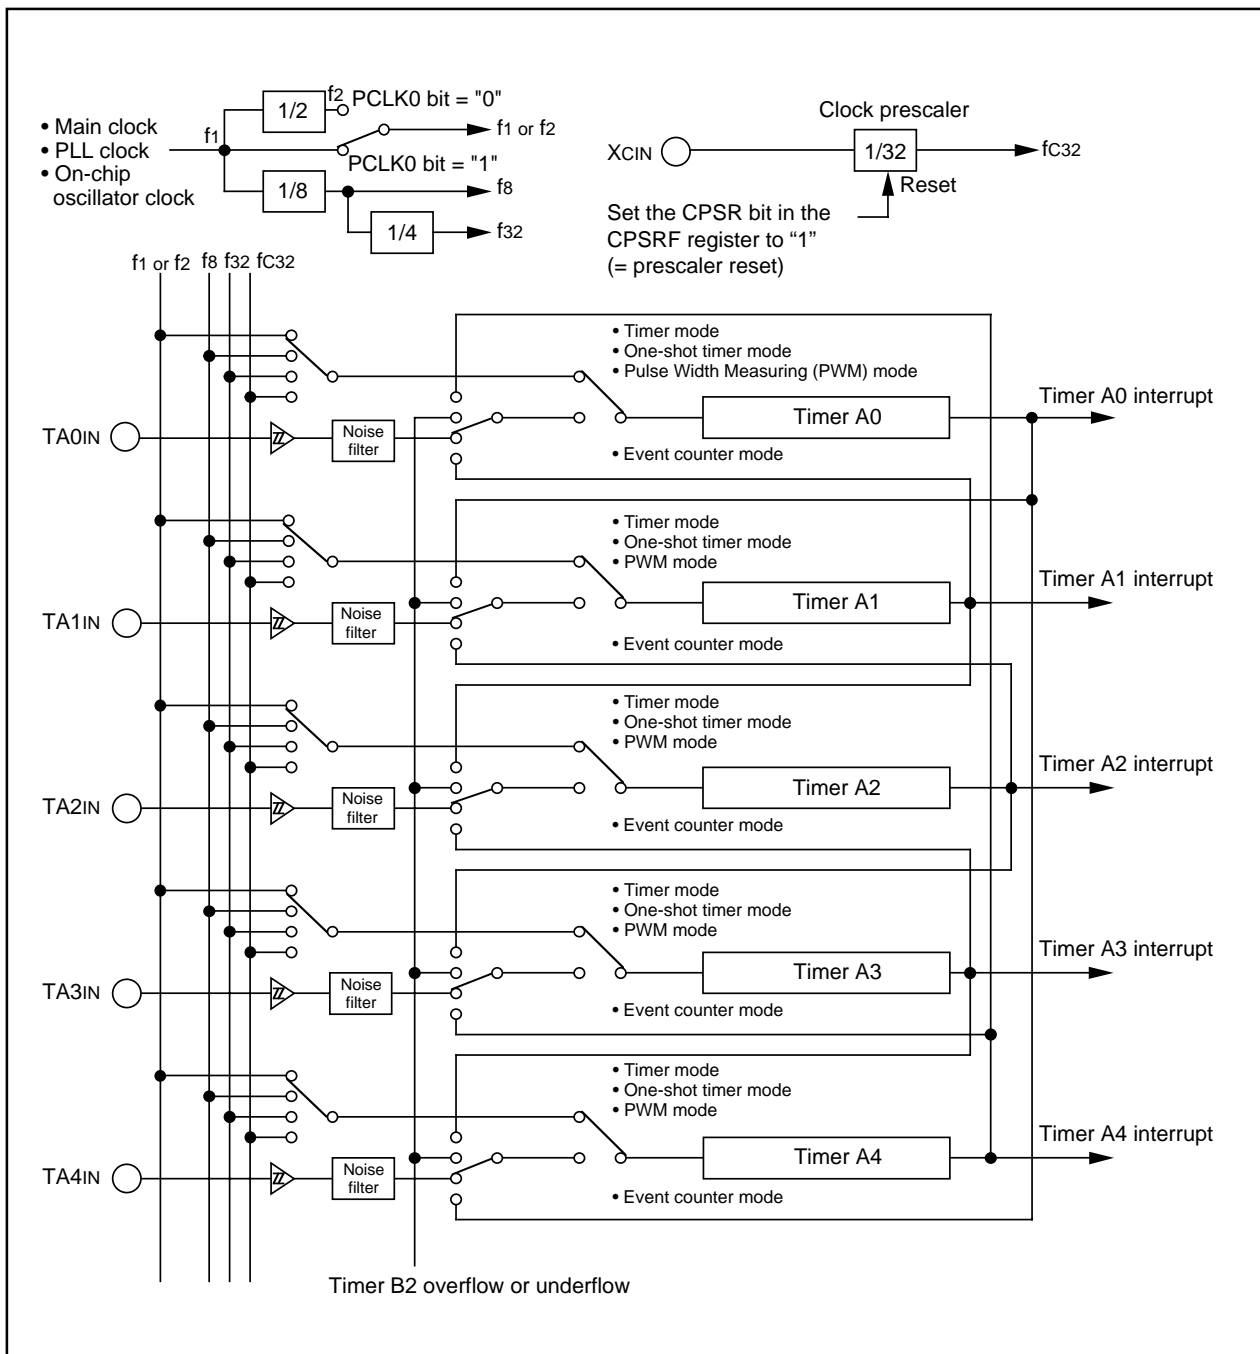 f2 PCLK0 bit = "0"
1/2
Clock prescaler
• Main clock
f1
f1 or f2
• PLL clock
XCIN
1/32
fC32
PCLK0 bit = "1"
• On-chip
oscillator clock
1/8
f8
Reset
Set the CPSR bit in the
CPSRF register to “1”
(= prescaler reset)
1/4
f32
f1 or f2 f8 f32 fC32
• Timer mode
• One-shot timer mode
• Pulse Width Measuring (PWM) mode
Timer A0 interrupt
Timer A0
TA0IN
Noise
filter
• Event counter mode
• Timer mode
• One-shot timer mode
• PWM mode
Timer A1 interrupt
Timer A1
TA1IN
Noise
filter
• Event counter mode
• Timer mode
• One-shot timer mode
• PWM mode
Timer A2 interrupt
Timer A2
TA2IN
Noise
filter
• Event counter mode
• Timer mode
• One-shot timer mode
• PWM mode
Timer A3 interrupt
Timer A3
TA3IN
Noise
filter
• Event counter mode
• Timer mode
• One-shot timer mode
• PWM mode
Timer A4 interrupt
Timer A4
TA4IN
Noise
filter
• Event counter mode
Timer B2 overflow or underflow